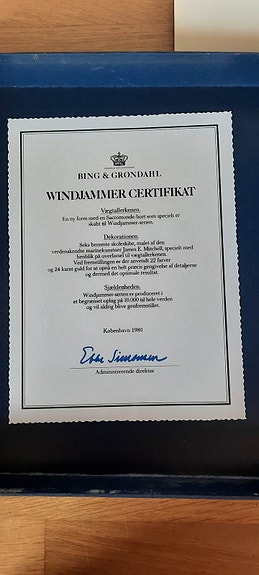 BING & GRØNDAHL
WINDJAMMER CERTIFIKAT
Vægtallerkenen.
En ny form med en Sacramonde-bort som specielt er
skabt til Windjammer-serien.
Dekorationen.
Seks berømte skoleskibe, malet af den
verdenskendte marinekunstner James E. Mitchell, specielt med
henblik på overførsel til vægtallerkenen.
Ved fremstillingen er der anvendt 22 farver
og 24 karat guld for at opnå en helt præcis gengivelse af detaljerne
og dermed det optimale resultat.
Sjældenheden.
Windjammer-serien er produceret i
et begrænset oplag på 10.000 til hele verden
og vil aldrig blive genfremstillet.
København 1980
Administrerende direktør